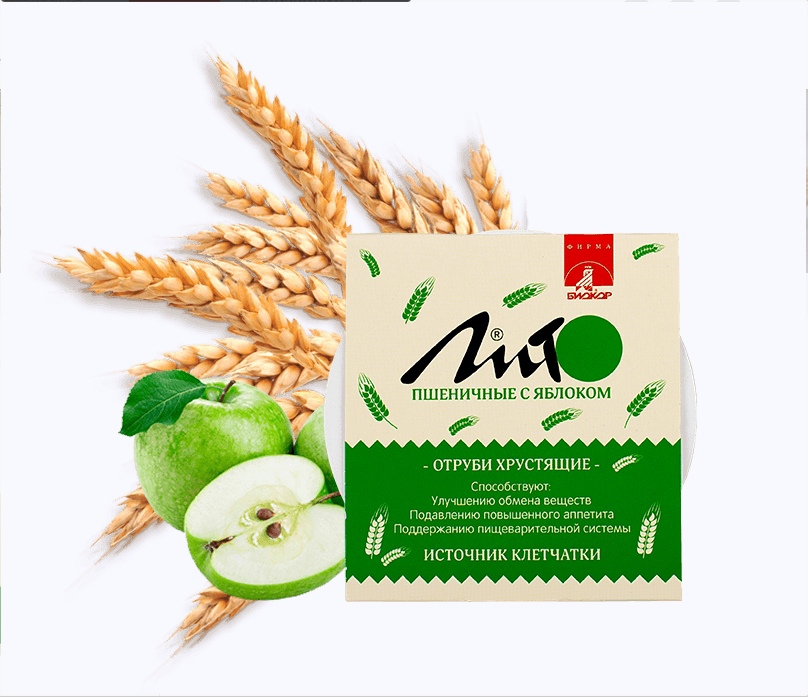 ФИРМА
БИОКОР
Лито®
ПШЕНИЧНЫЕ С ЯБЛОКОМ
- ОТРУБИ ХРУСТЯЩИЕ -
Способствуют:
Улучшению обмена веществ
Подавлению повышенного аппетита
Поддержанию пищеварительной системы
ИСТОЧНИК КЛЕТЧАТКИ